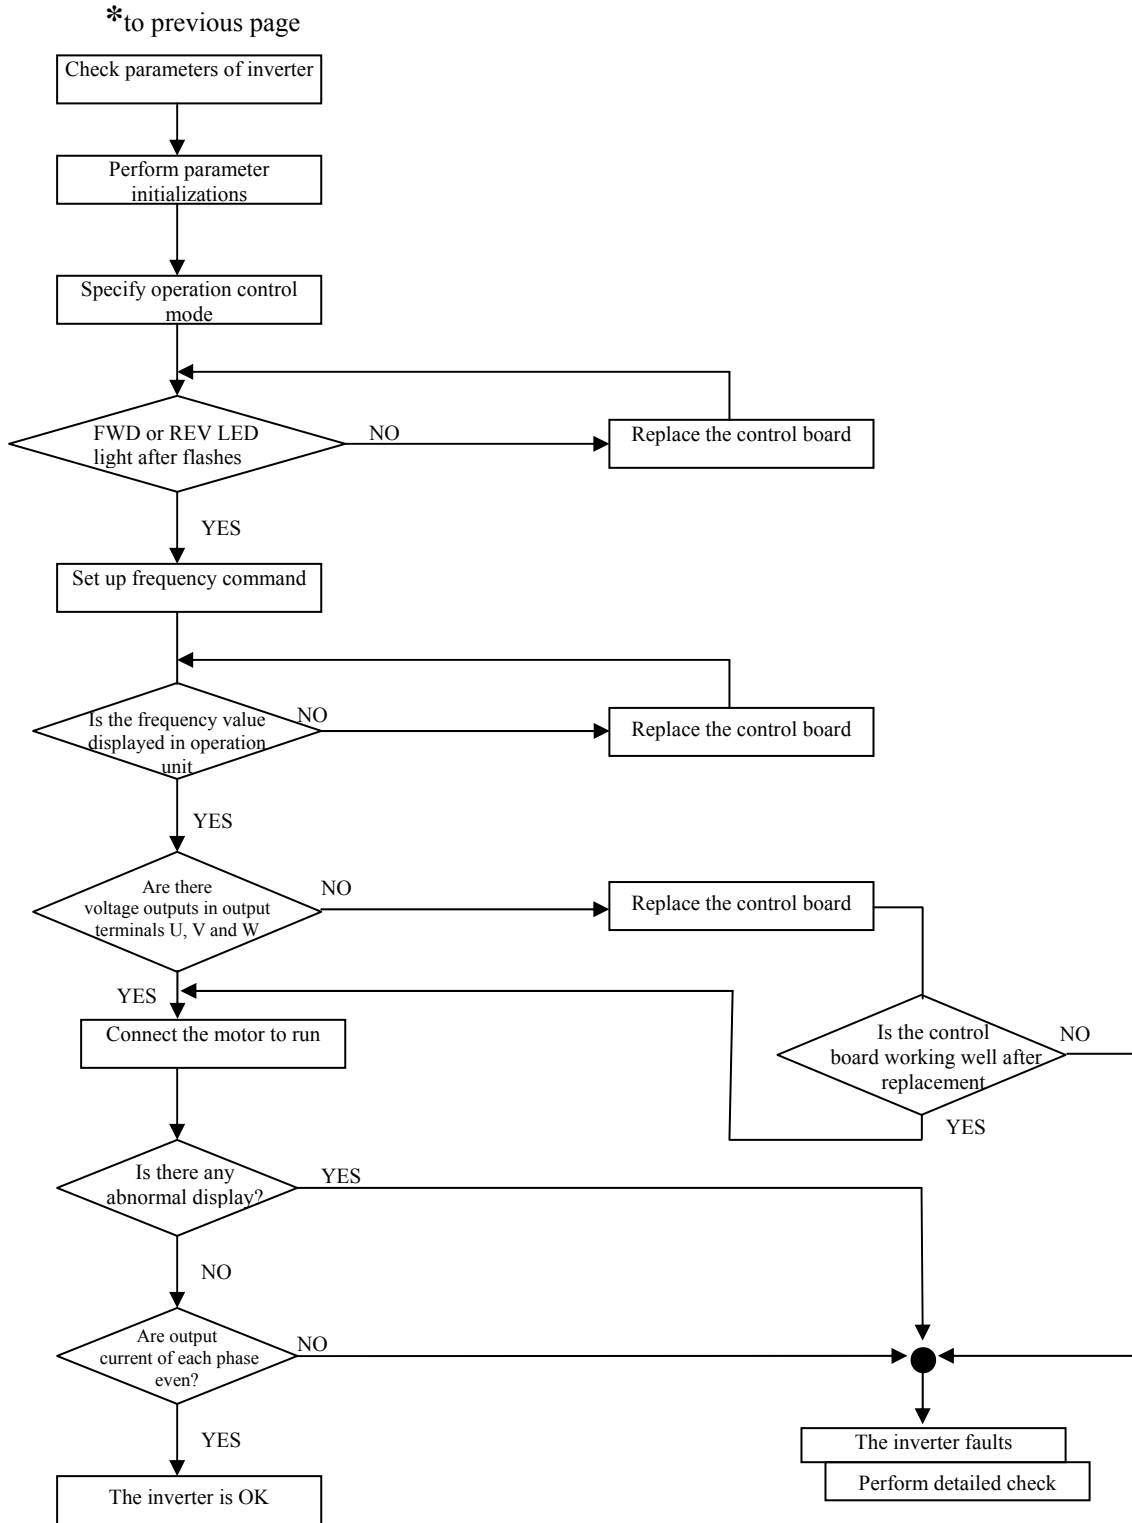 *to previous page
Check parameters of inverter
Perform parameter
initializations
Specify operation control
mode
FWD or REV LED
light after flashes
NO
Replace the control board
YES
Set up frequency command
Is the frequency value
displayed in operation
unit
NO
Replace the control board
YES
Are there
voltage outputs in output
terminals U, V and W
NO
Replace the control board
YES
Connect the motor to run
Is the control
board working well after
replacement
NO
YES
Is there any
abnormal display?
YES
NO
Are output
current of each phase
even?
NO
YES
The inverter faults
Perform detailed check
The inverter is OK